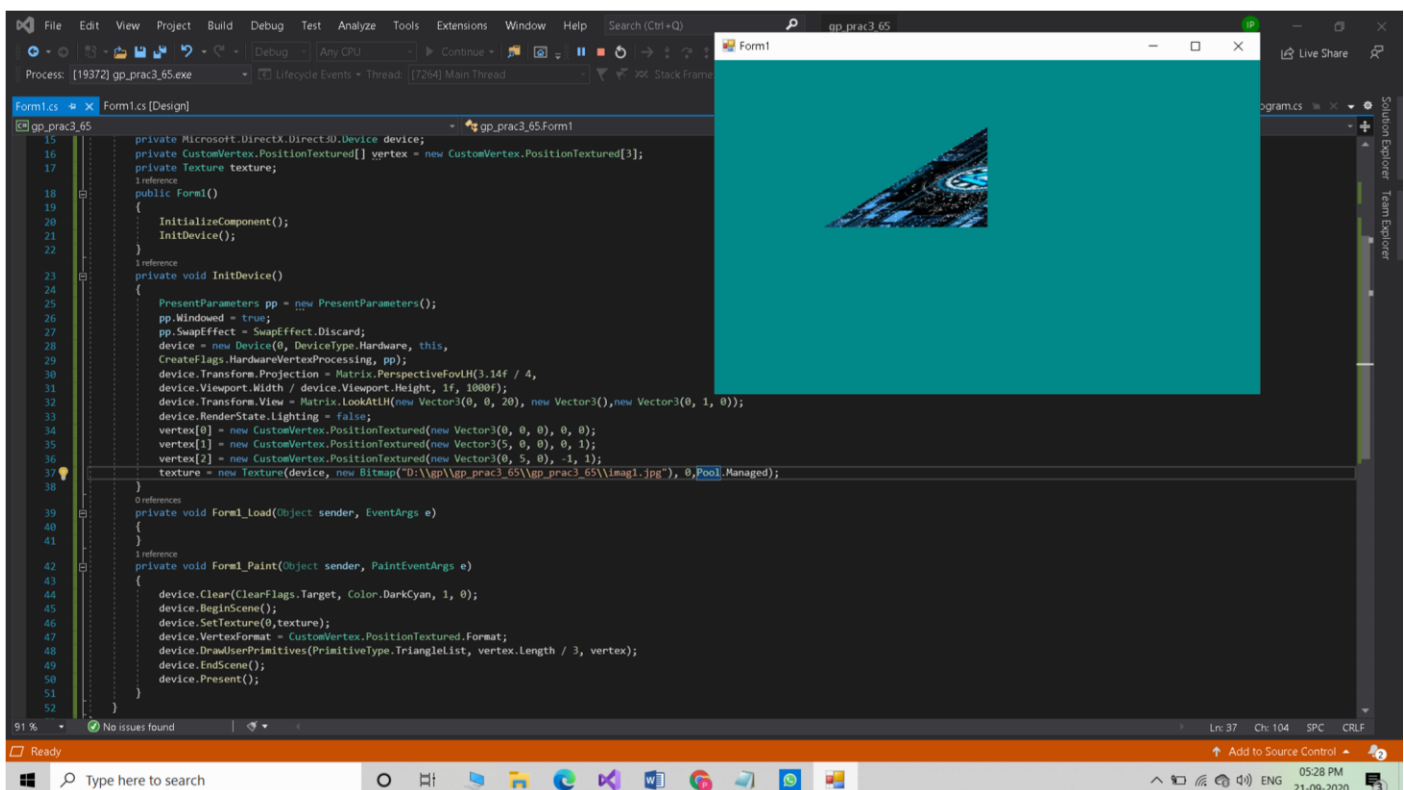 File Edit View Project Build Debug Test Analyze Tools Extensions Window Help Search (Ctrl+Q) gp_prac3_65 IP
Debug Any CPU Continue Live Share
Process: [19372] gp_prac3_65.exe Lifecycle Events Thread: [7264] Main Thread Stack Frame
Form1
Form1.cs Form1.cs [Design] ogram.cs
gp_prac3_65 gp_prac3_65.Form1
Solution Explorer
Team Explorer
15 private Microsoft.DirectX.Direct3D.Device device;
16 private CustomVertex.PositionTextured[] vertex = new CustomVertex.PositionTextured[3];
17 private Texture texture;
1 reference
18 public Form1()
19 {
20 InitializeComponent();
21 InitDevice();
22 }
1 reference
23 private void InitDevice()
24 {
25 PresentParameters pp = new PresentParameters();
26 pp.Windowed = true;
27 pp.SwapEffect = SwapEffect.Discard;
28 device = new Device(0, DeviceType.Hardware, this,
29 CreateFlags.HardwareVertexProcessing, pp);
30 device.Transform.Projection = Matrix.PerspectiveFovLH(3.14f / 4,
31 device.Viewport.Width / device.Viewport.Height, 1f, 1000f);
32 device.Transform.View = Matrix.LookAtLH(new Vector3(0, 0, 20), new Vector3(),new Vector3(0, 1, 0));
33 device.RenderState.Lighting = false;
34 vertex[0] = new CustomVertex.PositionTextured(new Vector3(0, 0, 0), 0, 0);
35 vertex[1] = new CustomVertex.PositionTextured(new Vector3(5, 0, 0), 0, 1);
36 vertex[2] = new CustomVertex.PositionTextured(new Vector3(0, 5, 0), -1, 1);
37 texture = new Texture(device, new Bitmap("D:\\gp\\gp_prac3_65\\gp_prac3_65\\imag1.jpg"), 0,Pool.Managed);
38 }
0 references
39 private void Form1_Load(Object sender, EventArgs e)
40 {
41 }
1 reference
42 private void Form1_Paint(Object sender, PaintEventArgs e)
43 {
44 device.Clear(ClearFlags.Target, Color.DarkCyan, 1, 0);
45 device.BeginScene();
46 device.SetTexture(0,texture);
47 device.VertexFormat = CustomVertex.PositionTextured.Format;
48 device.DrawUserPrimitives(PrimitiveType.TriangleList, vertex.Length / 3, vertex);
49 device.EndScene();
50 device.Present();
51 }
52 }
91 % No issues found Ln: 37 Ch: 104 SPC CRLF
Ready Add to Source Control 2
Type here to search ENG 05:28 PM
21-09-2020 3